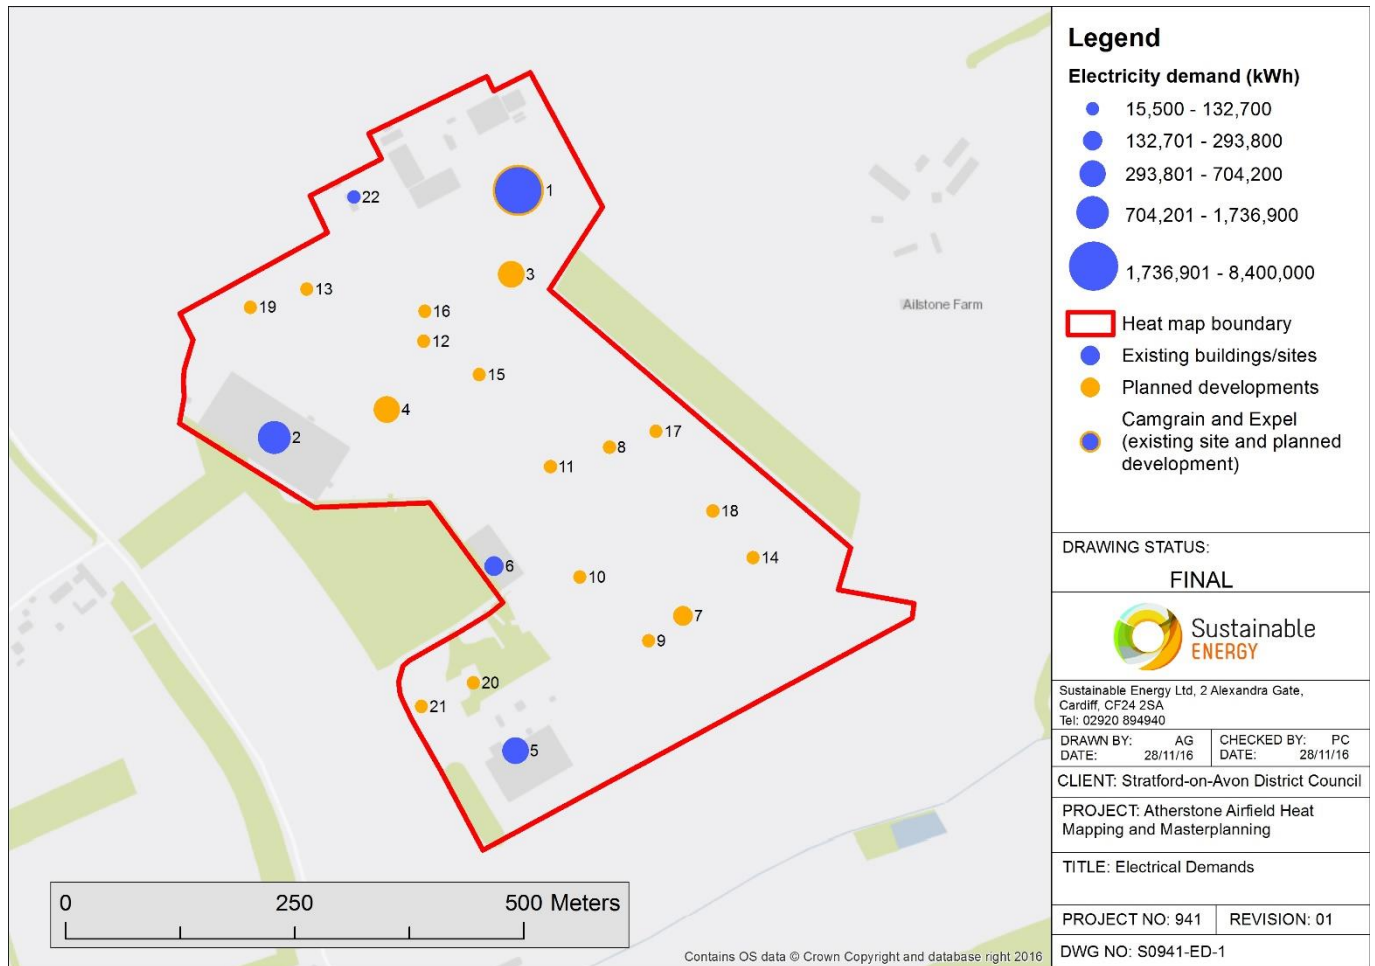 1
22
3
13
19
16
12
15
4
2
17
8
11
18
14
6
10
7
9
20
21
5
Ailstone Farm
0 250 500 Meters
Contains OS data © Crown Copyright and database right 2016
Legend
Electricity demand (kWh)
15,500 - 132,700
132,701 - 293,800
293,801 - 704,200
704,201 - 1,736,900
1,736,901 - 8,400,000
Heat map boundary
Existing buildings/sites
Planned developments
Camgrain and Expel
(existing site and planned
development)
DRAWING STATUS:
FINAL
Sustainable
ENERGY
Sustainable Energy Ltd, 2 Alexandra Gate,
Cardiff, CF24 2SA
Tel: 02920 894940
DRAWN BY: AG
DATE: 28/11/16
CHECKED BY: PC
DATE: 28/11/16
CLIENT: Stratford-on-Avon District Council
PROJECT: Atherstone Airfield Heat
Mapping and Masterplanning
TITLE: Electrical Demands
PROJECT NO: 941
REVISION: 01
DWG NO: S0941-ED-1